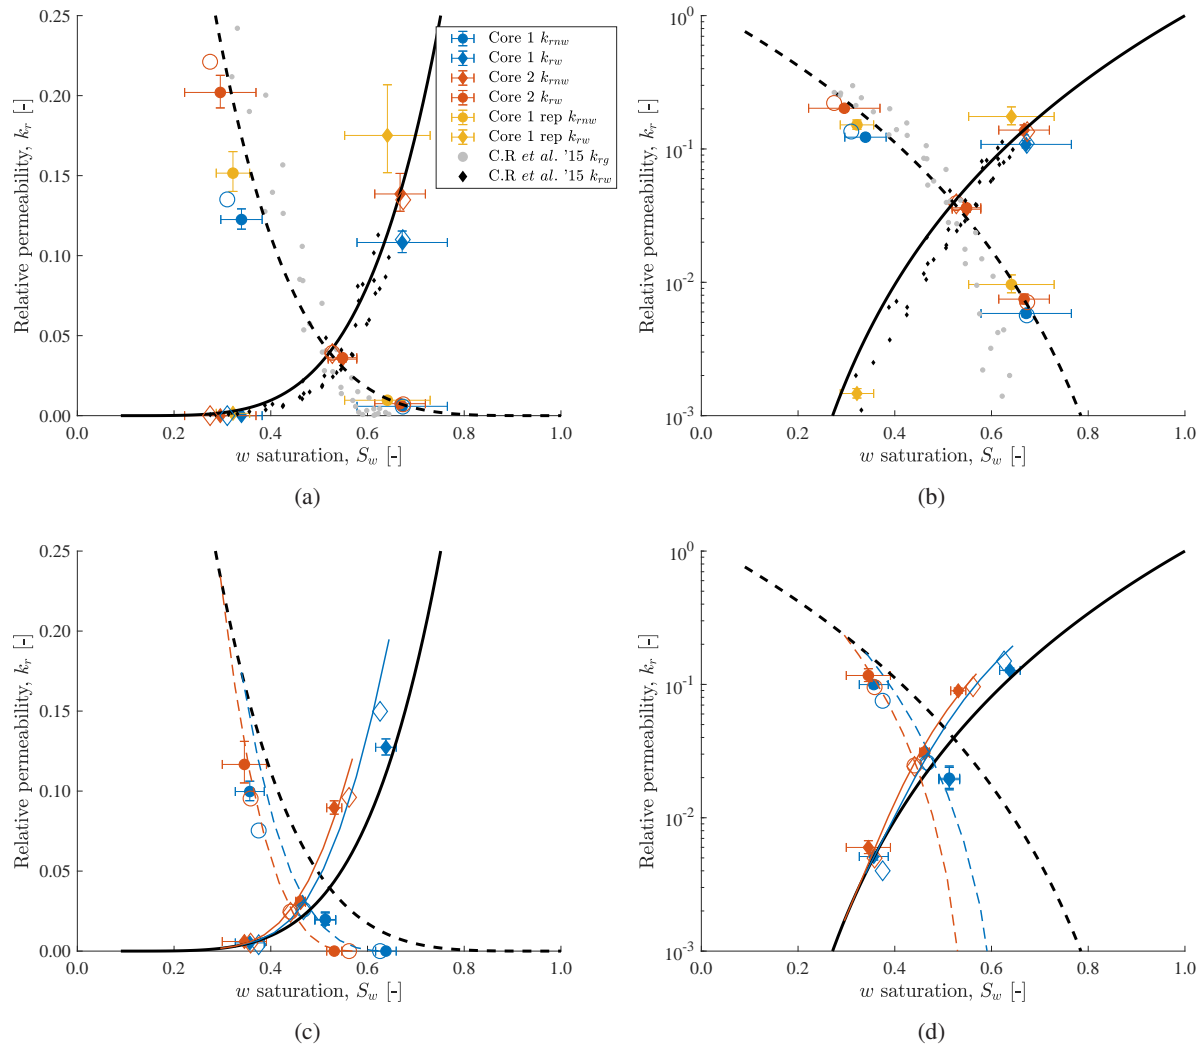 0.25
0.20
0.15
0.10
0.05
0.00
0.0 0.2 0.4 0.6 0.8 1.0
Relative permeability, k_r [-]
w saturation, S_w [-]
Core 1 k_rnw
Core 1 k_rw
Core 2 k_rnw
Core 2 k_rw
Core 1 rep k_rnw
Core 1 rep k_rw
C.R et al. '15 k_rg
C.R et al. '15 k_rw
(a)
10^0
10^-1
10^-2
10^-3
0.0 0.2 0.4 0.6 0.8 1.0
Relative permeability, k_r [-]
w saturation, S_w [-]
(b)
0.25
0.20
0.15
0.10
0.05
0.00
0.0 0.2 0.4 0.6 0.8 1.0
Relative permeability, k_r [-]
w saturation, S_w [-]
(c)
10^0
10^-1
10^-2
10^-3
0.0 0.2 0.4 0.6 0.8 1.0
Relative permeability, k_r [-]
w saturation, S_w [-]
(d)